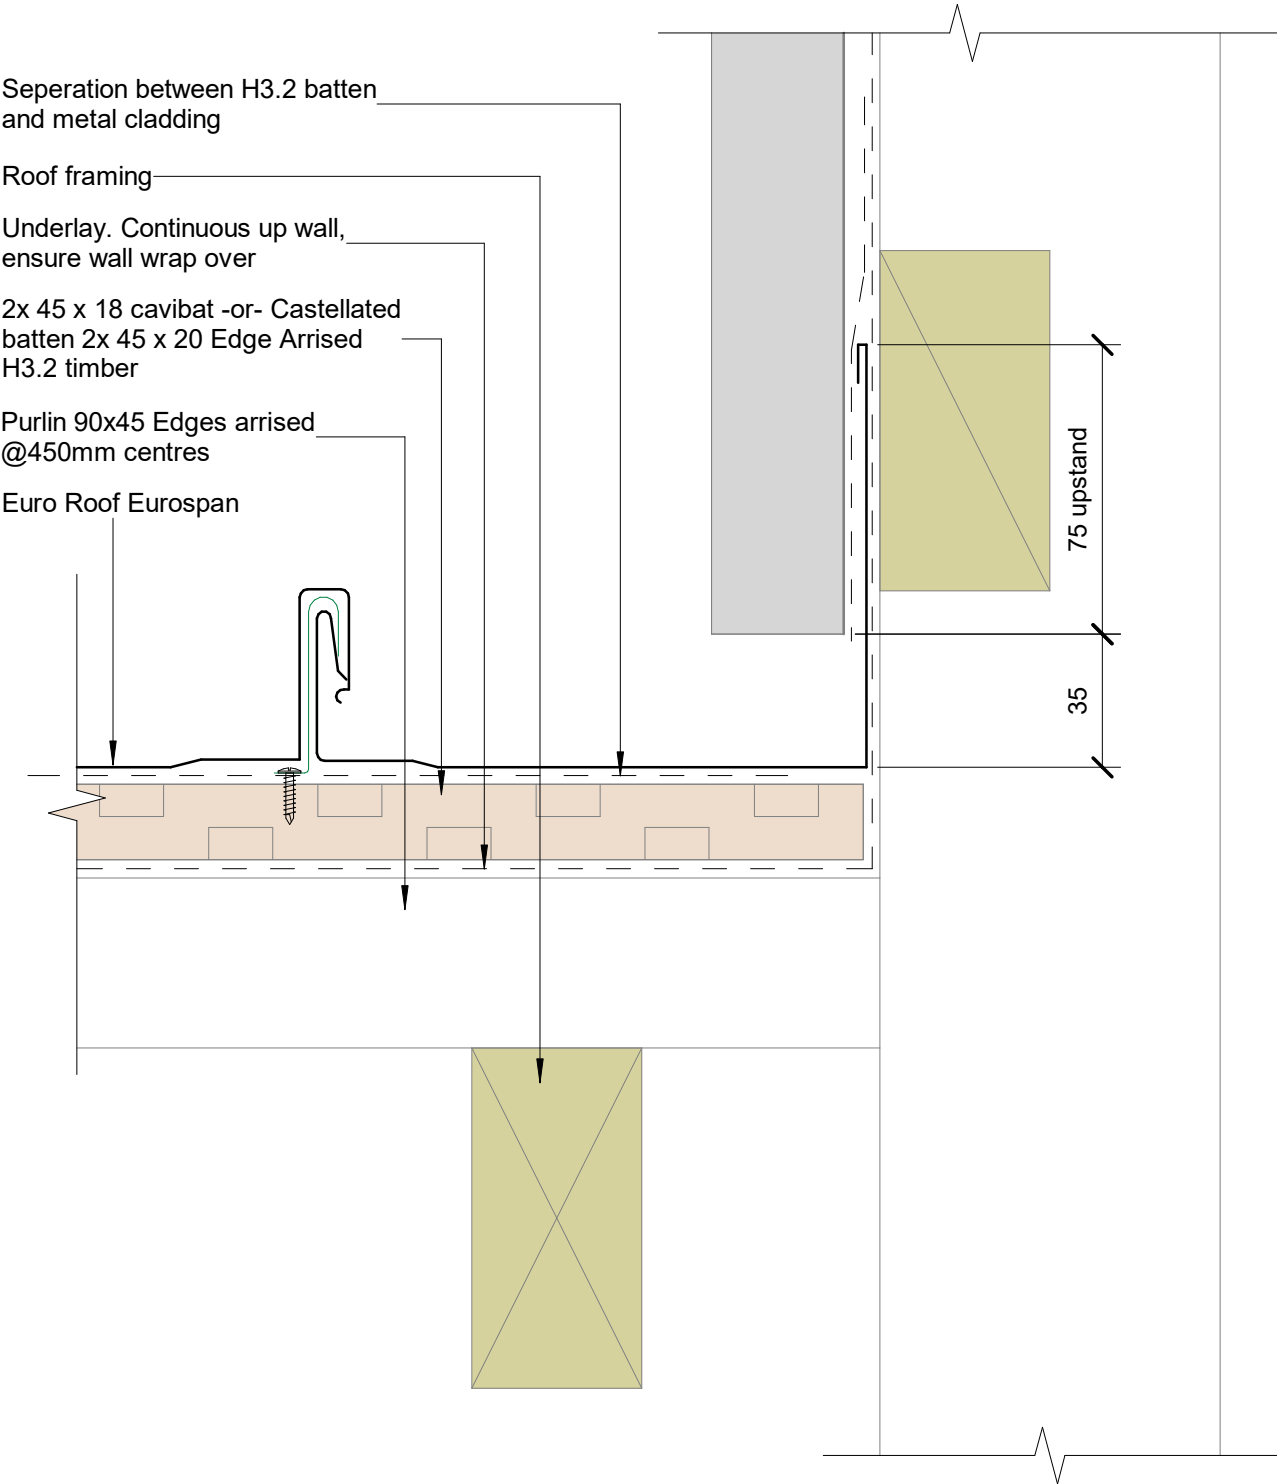 Seperation between H3.2 batten
and metal cladding
Roof framing
Underlay. Continuous up wall,
ensure wall wrap over
2x 45 x 18 cavibat -or- Castellated
batten 2x 45 x 20 Edge Arrised
H3.2 timber
Purlin 90x45 Edges arrised
@450mm centres
Euro Roof Eurospan
75 upstand
35